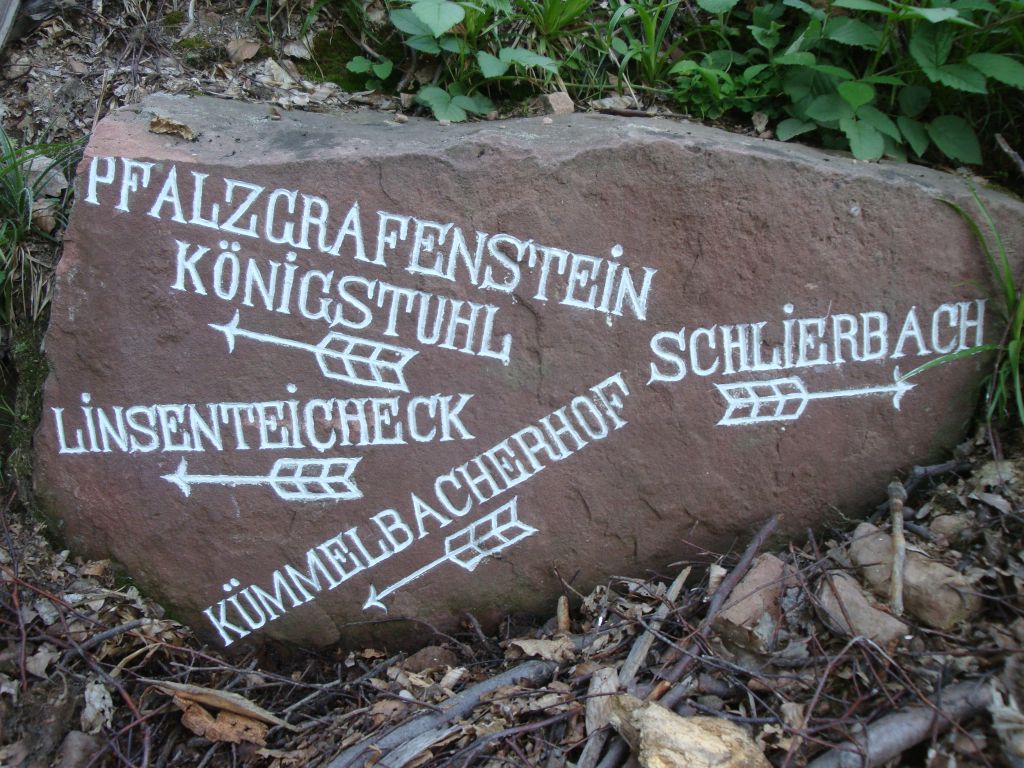 PFALZGRAFENSTEIN
KÖNIGSTUHL
SCHLIERBACH
LINSENTEICHECK
KÜMMELBACHERHOF